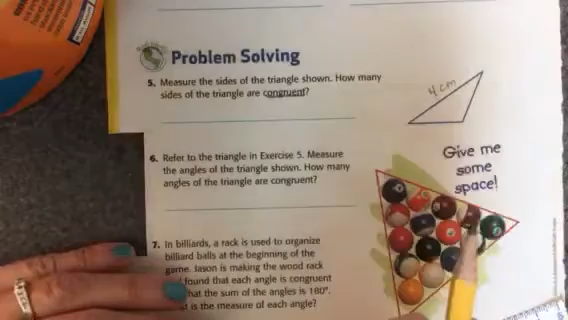 Problem Solving
5. Measure the sides of the triangle shown. How many
sides of the triangle are congruent?
4 cm
6. Refer to the triangle in Exercise 5. Measure
the angles of the triangle shown. How many
angles of the triangle are congruent?
Give me
some
space!
7. In billiards, a rack is used to organize
billiard balls at the beginning of the
game. Jason is making the wood rack
found that each angle is congruent
hat the sum of the angles is 180°.
is the measure of each angle?